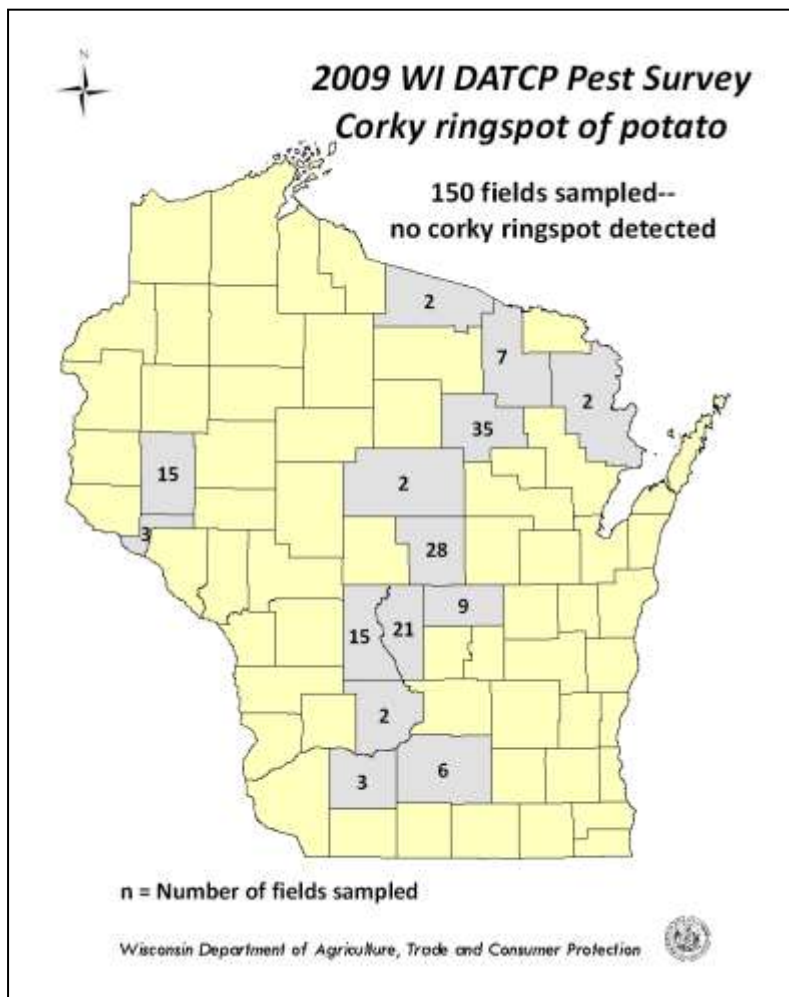 N
2009 WI DATCP Pest Survey
Corky ringspot of potato
150 fields sampled--
no corky ringspot detected
2
7
2
35
15
2
3
28
9
15
21
2
3
6
n = Number of fields sampled
Wisconsin Department of Agriculture, Trade and Consumer Protection